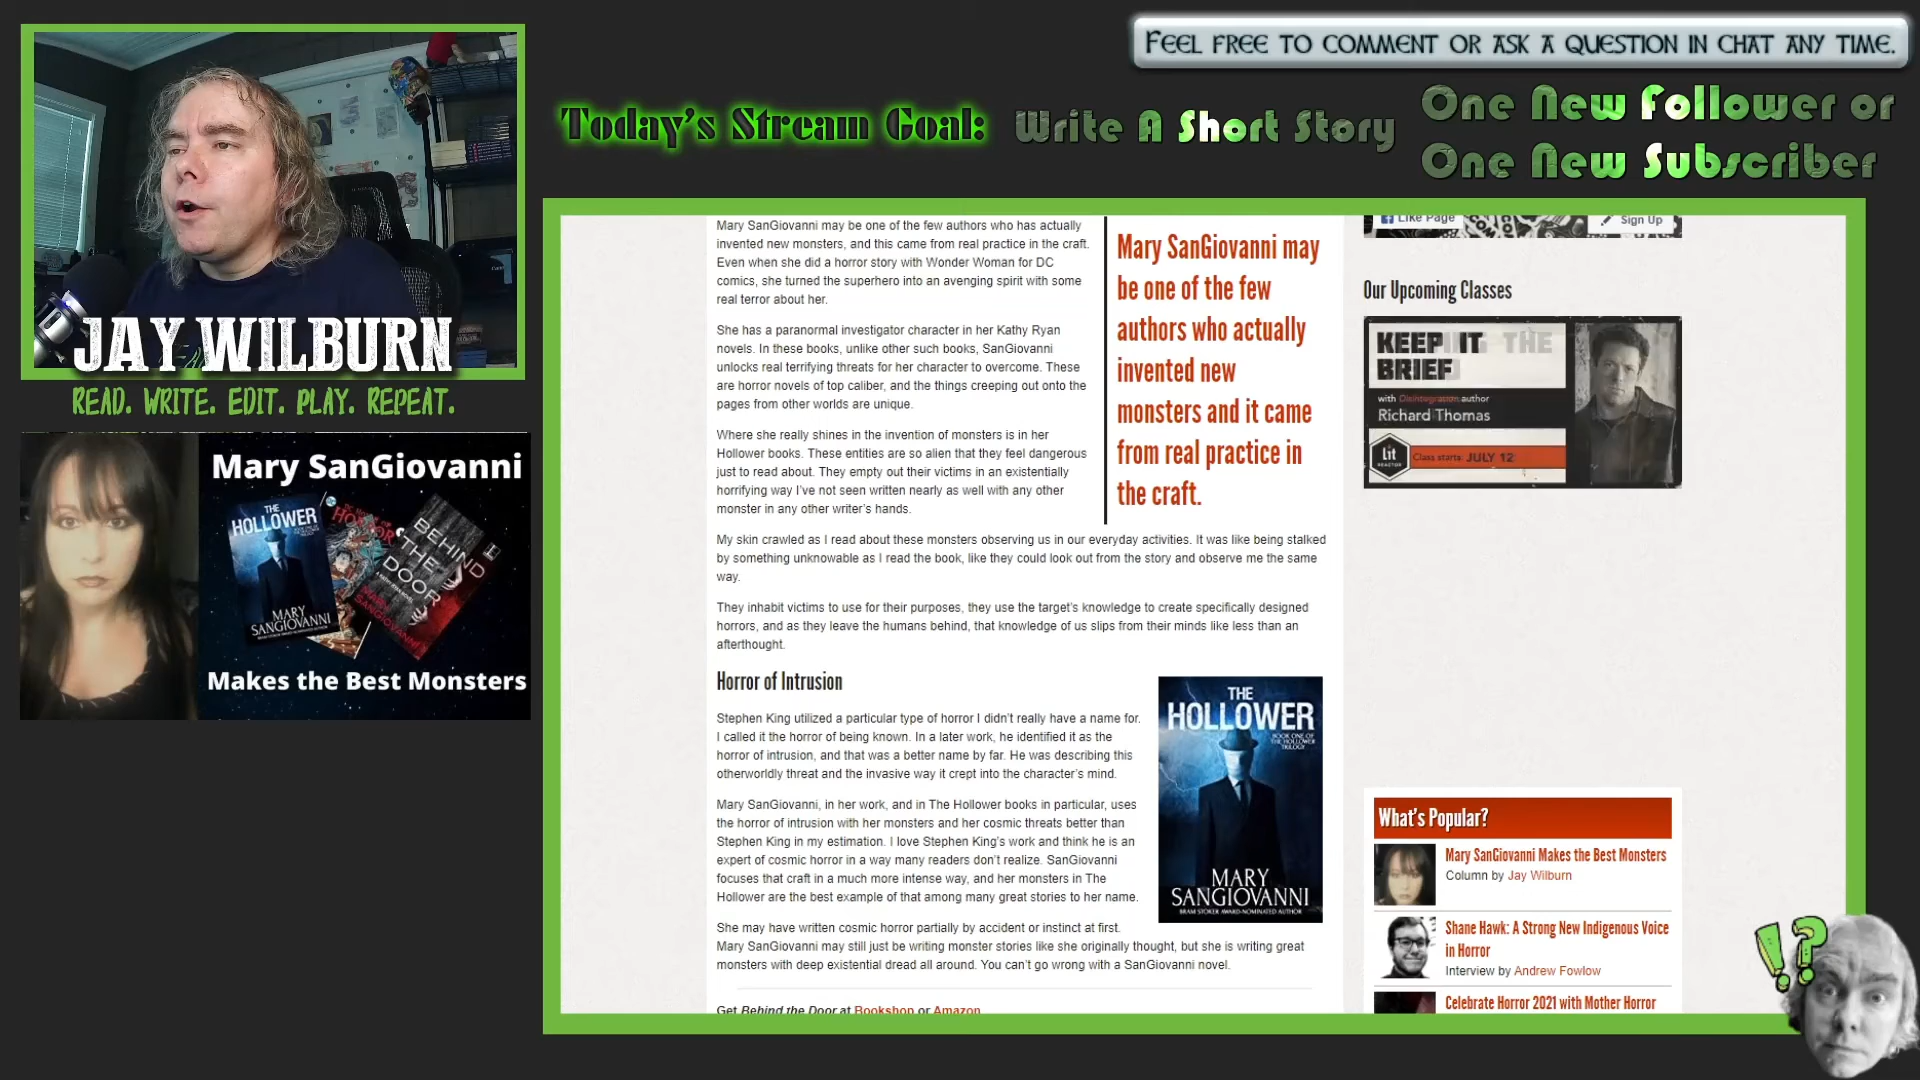 FEEL FREE TO COMMENT OR ASK A QUESTION IN CHAT ANY TIME.
Today's Stream Goal:
Write A Short Story
One New Follower or
One New Subscriber
JAY WILBURN
READ. WRITE. EDIT. PLAY. REPEAT.
Mary SanGiovanni
THE
HOLLOWER
MARY
SANGIOVANNI
HORROR
BEHIND
THE
DOOR
MARY
SANGIOVANNI
Makes the Best Monsters
Mary SanGiovanni may be one of the few authors who has actually
invented new monsters, and this came from real practice in the craft.
Even when she did a horror story with Wonder Woman for DC
comics, she turned the superhero into an avenging spirit with some
real terror about her.
She has a paranormal investigator character in her Kathy Ryan
novels. In these books, unlike other such books, SanGiovanni
unlocks real terrifying threats for her character to overcome. These
are horror novels of top caliber, and the things creeping out onto the
pages from other worlds are unique.
Where she really shines in the invention of monsters is in her
Hollower books. These entities are so alien that they feel dangerous
just to read about. They empty out their victims in an existentially
horrifying way I've not seen written nearly as well with any other
monster in any other writer's hands.
Mary SanGiovanni may
be one of the few
authors who actually
invented new
monsters and it came
from real practice in
the craft.
My skin crawled as I read about these monsters observing us in our everyday activities. It was like being stalked
by something unknowable as I read the book, like they could look out from the story and observe me the same
way.
They inhabit victims to use for their purposes, they use the target's knowledge to create specifically designed
horrors, and as they leave the humans behind, that knowledge of us slips from their minds like less than an
afterthought.
Horror of Intrusion
Stephen King utilized a particular type of horror I didn't really have a name for.
I called it the horror of being known. In a later work, he identified it as the
horror of intrusion, and that was a better name by far. He was describing this
otherworldly threat and the invasive way it crept into the character's mind.
Mary SanGiovanni, in her work, and in The Hollower books in particular, uses
the horror of intrusion with her monsters and her cosmic threats better than
Stephen King in my estimation. I love Stephen King's work and think he is an
expert of cosmic horror in a way many readers don't realize. SanGiovanni
focuses that craft in a much more intense way, and her monsters in The
Hollower are the best example of that among many great stories to her name.
She may have written cosmic horror partially by accident or instinct at first.
Mary SanGiovanni may still just be writing monster stories like she originally thought, but she is writing great
monsters with deep existential dread all around. You can't go wrong with a SanGiovanni novel.
Get Behind the Door at Bookshop or Amazon
THE
HOLLOWER
BOOK ONE OF
THE HOLLOWER
TRILOGY
MARY
SANGIOVANNI
BRAM STOKER AWARD-NOMINATED AUTHOR
Like Page
Sign Up
Our Upcoming Classes
KEEP IT THE
BRIEF
with Disintegration author
Richard Thomas
Lit
REACTOR
Class starts: JULY 12
What's Popular?
Mary SanGiovanni Makes the Best Monsters
Column by Jay Wilburn
Shane Hawk: A Strong New Indigenous Voice
in Horror
Interview by Andrew Fowlow
Celebrate Horror 2021 with Mother Horror
!?